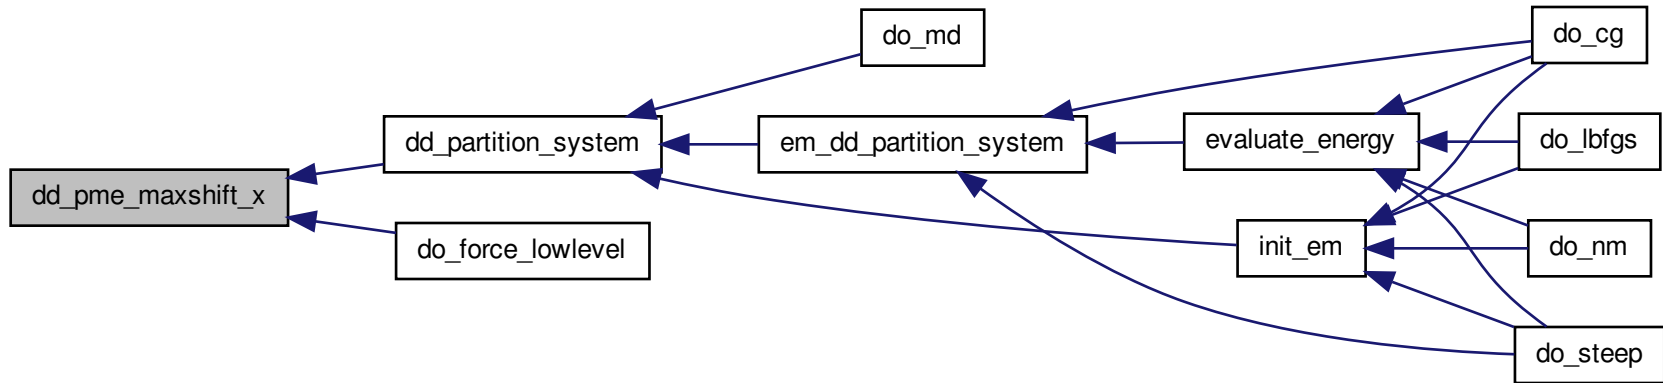 dd_pme_maxshift_x
dd_partition_system
do_force_lowlevel
do_md
em_dd_partition_system
evaluate_energy
init_em
do_cg
do_lbfgs
do_nm
do_steep